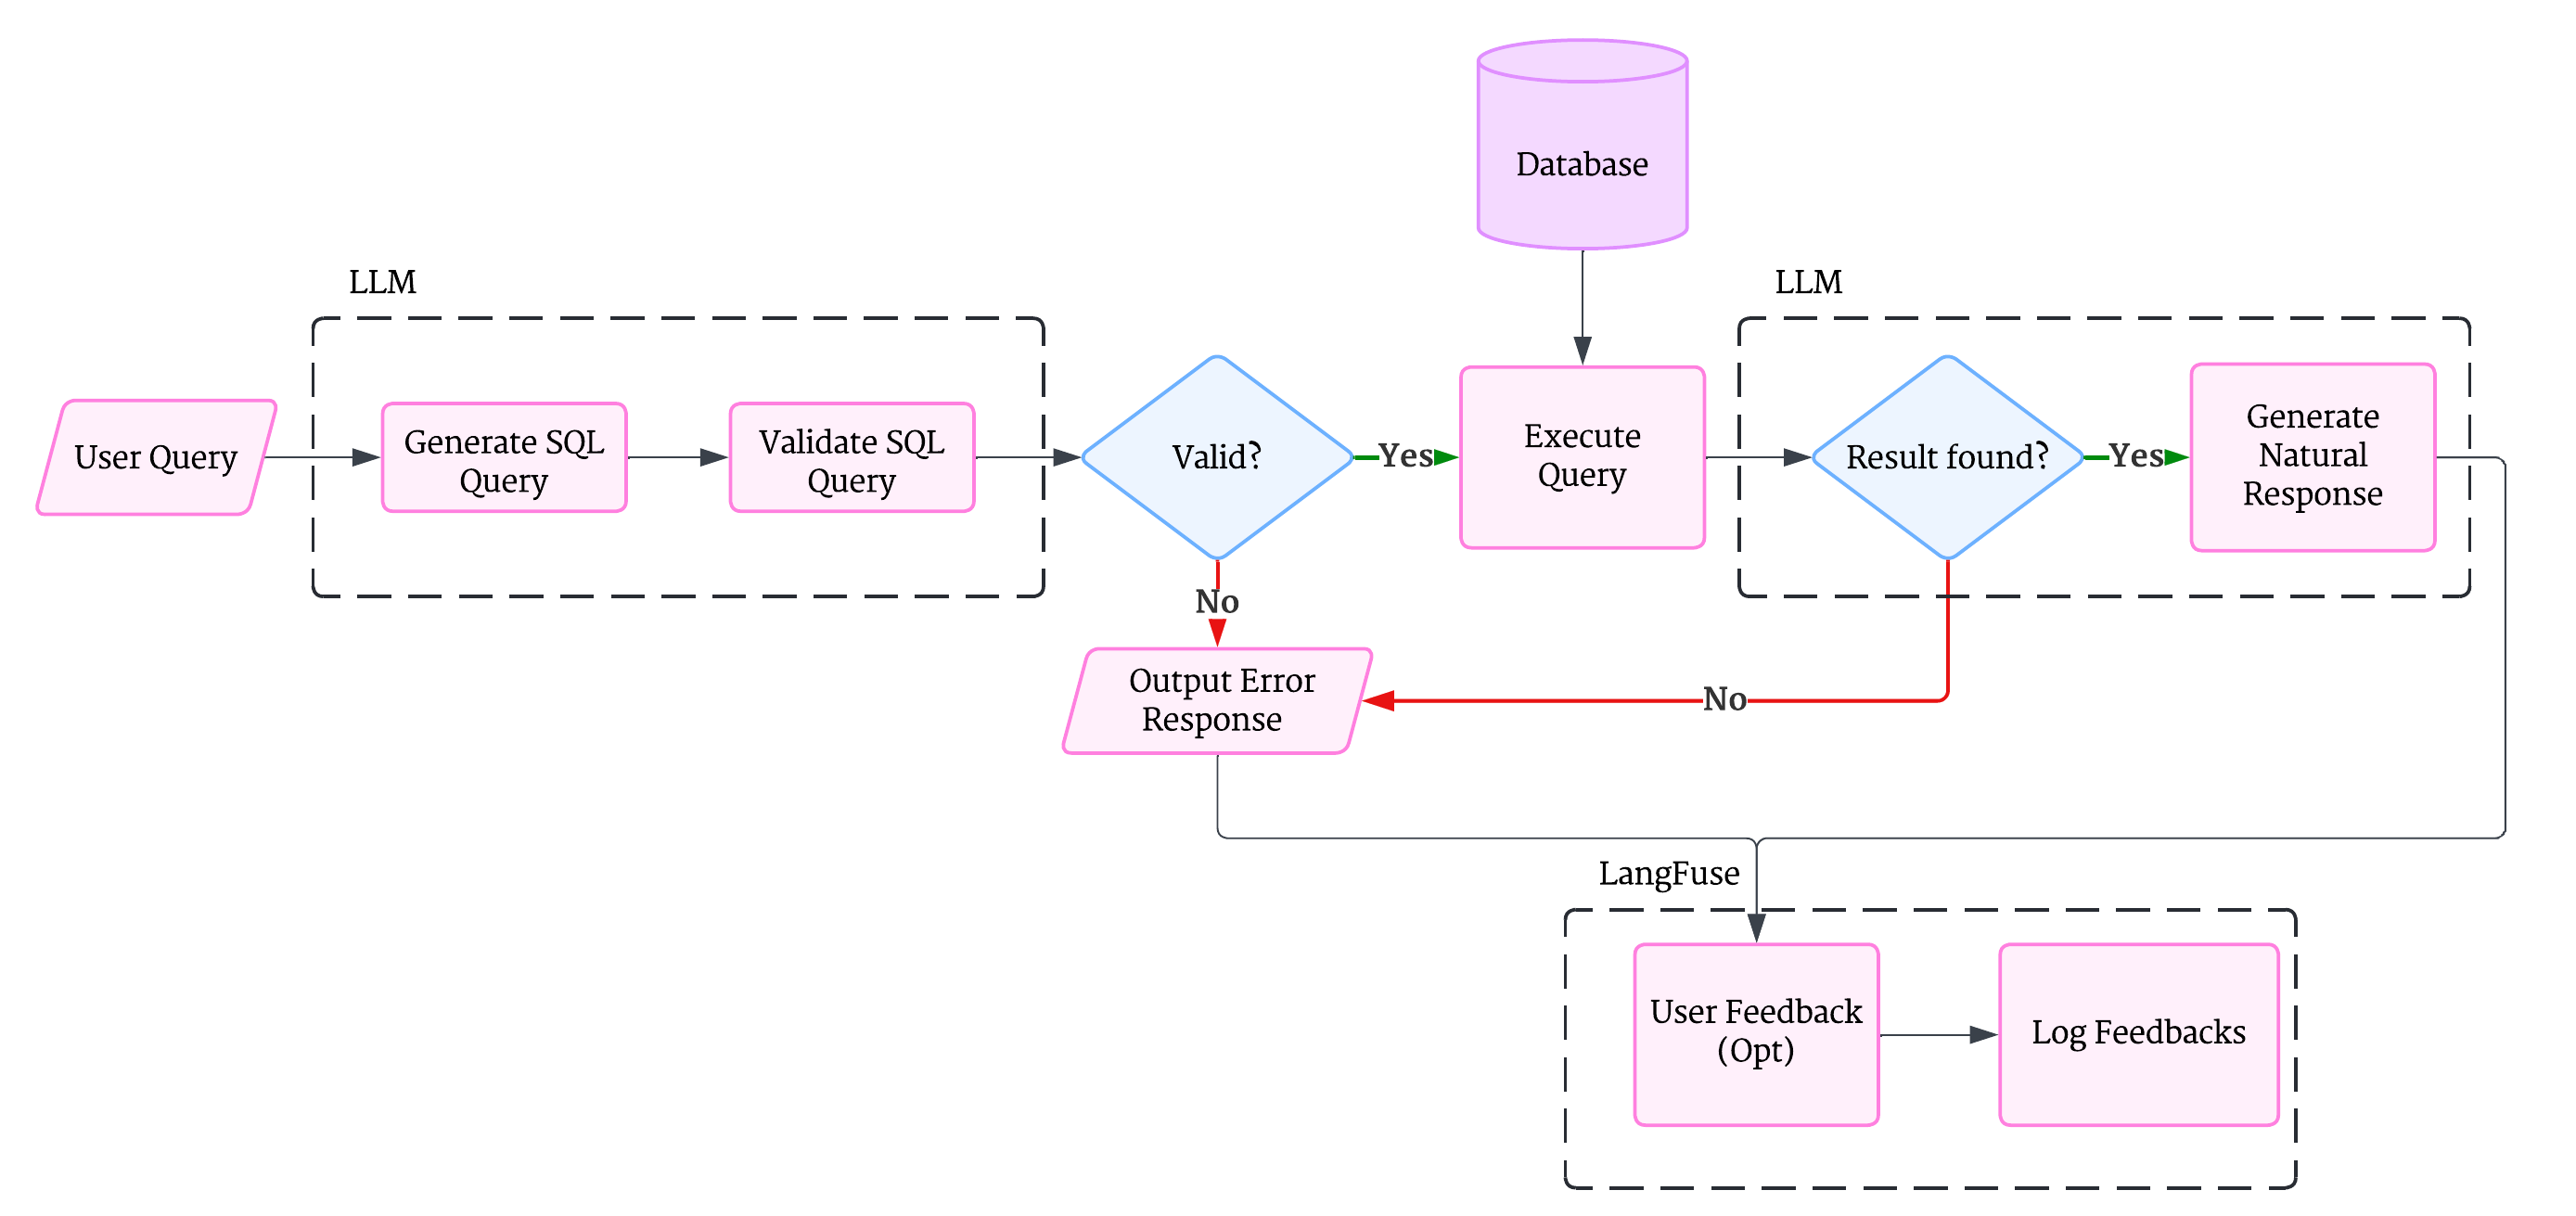 Database
LLM
LLM
User Query
Generate SQL
Query
Validate SQL
Query
Valid?
Yes
Execute
Query
Result found?
Yes
Generate
Natural
Response
No
Output Error
Response
No
LangFuse
User Feedback
(Opt)
Log Feedbacks